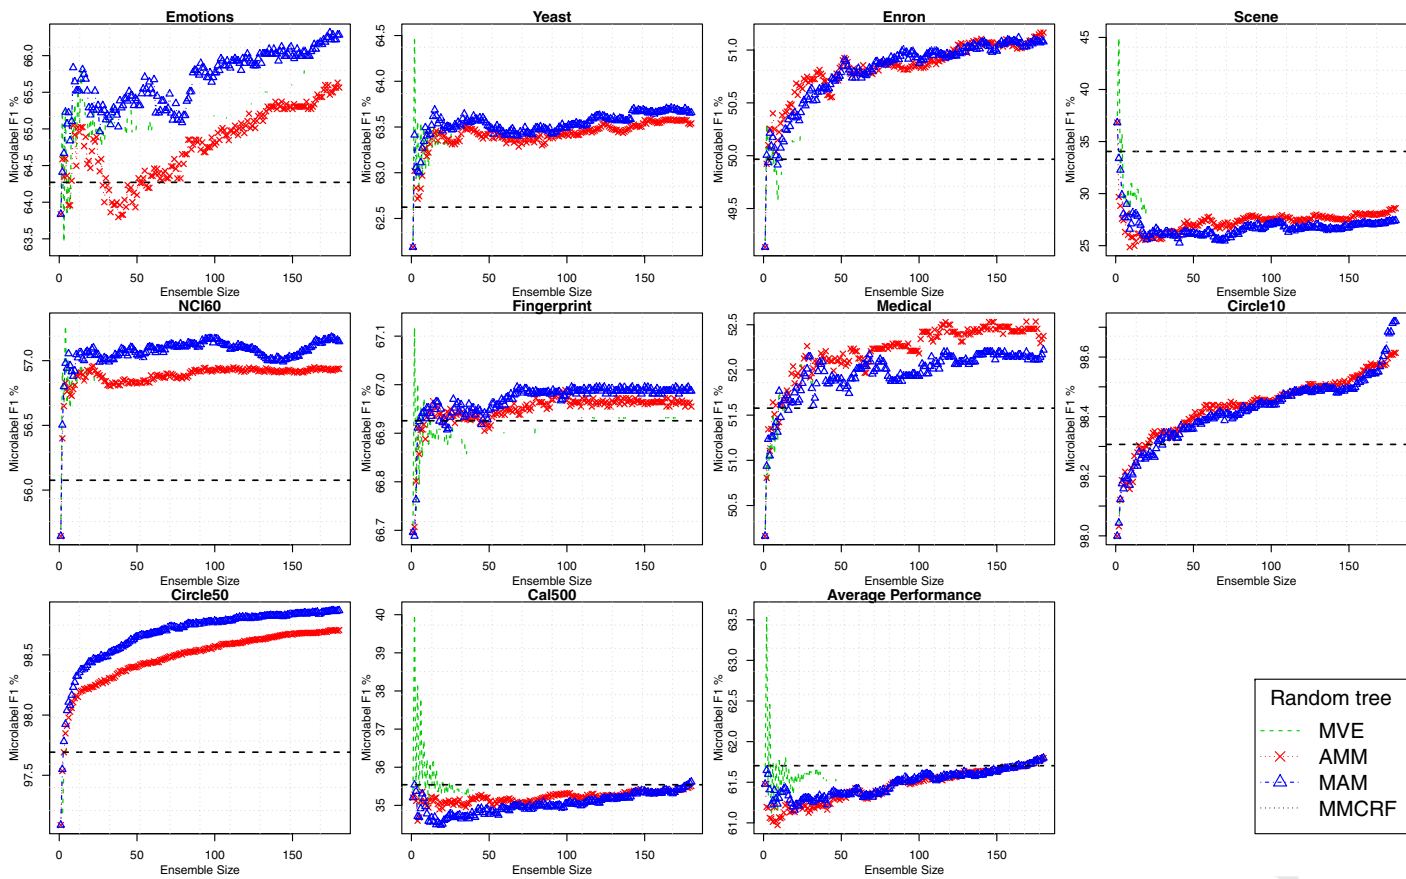 Emotions
Microlabel F1 %
63.5 64.0 64.5 65.0 65.5 66.0
0 50 100 150
Ensemble Size
Yeast
Microlabel F1 %
62.5 63.0 63.5 64.0 64.5
0 50 100 150
Ensemble Size
Enron
Microlabel F1 %
49.5 50.0 50.5 51.0
0 50 100 150
Ensemble Size
Scene
Microlabel F1 %
25 30 35 40 45
0 50 100 150
Ensemble Size
NCI60
Microlabel F1 %
56.0 56.5 57.0
0 50 100 150
Ensemble Size
Fingerprint
Microlabel F1 %
66.7 66.8 66.9 67.0 67.1
0 50 100 150
Ensemble Size
Medical
Microlabel F1 %
50.5 51.0 51.5 52.0 52.5
0 50 100 150
Ensemble Size
Circle10
Microlabel F1 %
98.0 98.2 98.4 98.6
0 50 100 150
Ensemble Size
Circle50
Microlabel F1 %
97.5 98.0 98.5
0 50 100 150
Ensemble Size
Cal500
Microlabel F1 %
35 36 37 38 39 40
0 50 100 150
Ensemble Size
Average Performance
Microlabel F1 %
61.0 61.5 62.0 62.5 63.0 63.5
0 50 100 150
Ensemble Size
Random tree
MVE
AMM
MAM
MMCRF